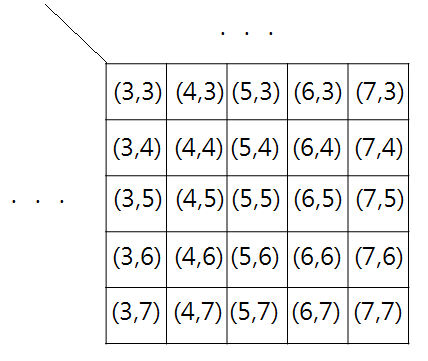 . . .
(3,3) (4,3) (5,3) (6,3) (7,3)
(3,4) (4,4) (5,4) (6,4) (7,4)
. . . (3,5) (4,5) (5,5) (6,5) (7,5)
(3,6) (4,6) (5,6) (6,6) (7,6)
(3,7) (4,7) (5,7) (6,7) (7,7)